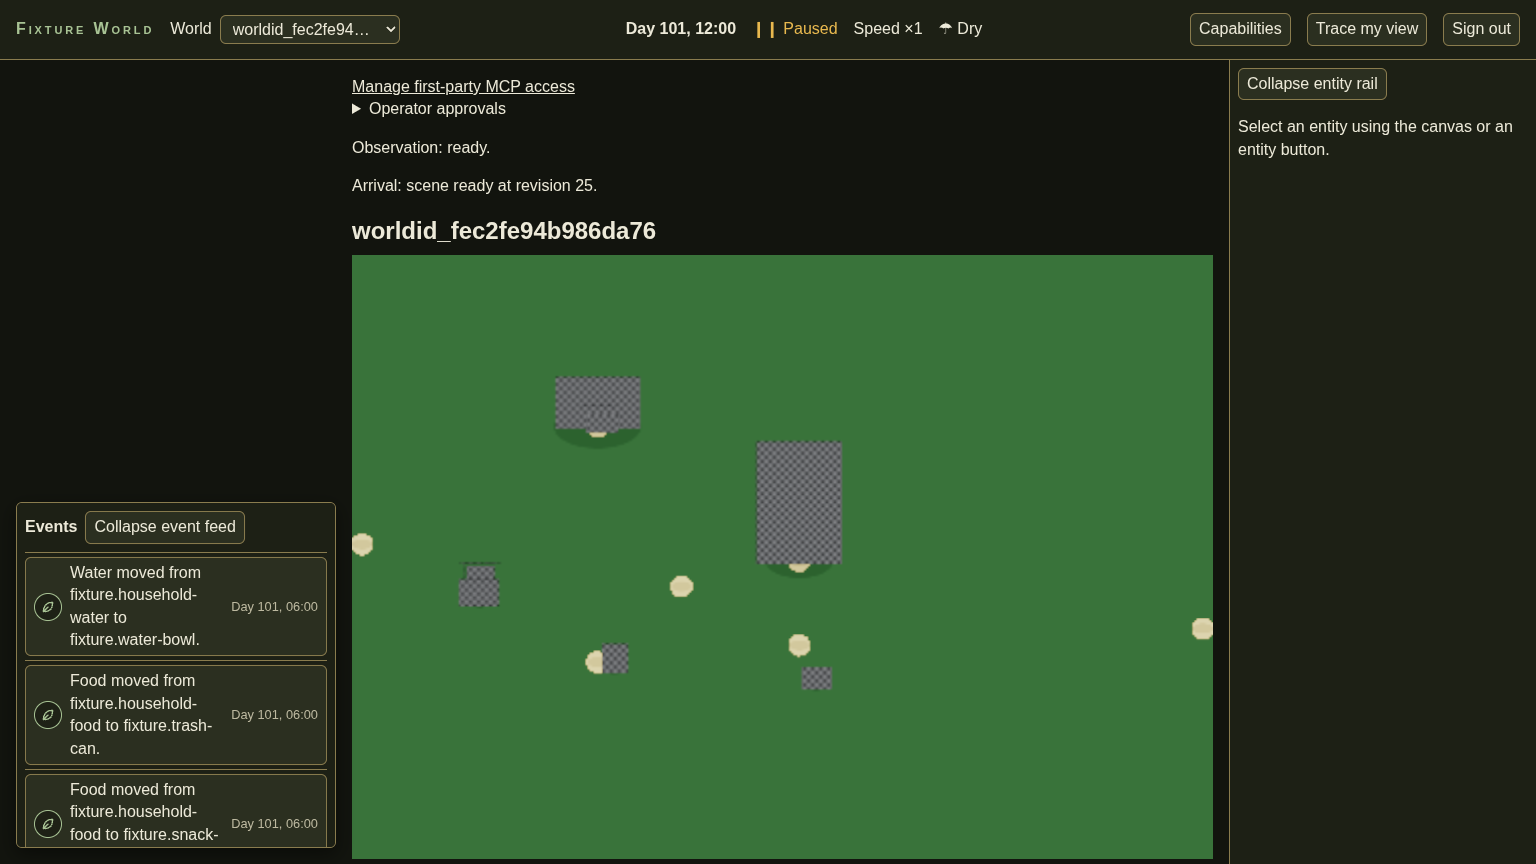 Fixture World World worldid_fec2fe94… Day 101, 12:00 Paused Speed ×1 Dry Capabilities Trace my view Sign out
Manage first-party MCP access
Operator approvals
Observation: ready.
Arrival: scene ready at revision 25.
worldid_fec2fe94b986da76
Collapse entity rail
Select an entity using the canvas or an
entity button.
Events Collapse event feed
Water moved from
fixture.household-
water to
fixture.water-bowl.
Day 101, 06:00
Food moved from
fixture.household-
food to fixture.trash-
can.
Day 101, 06:00
Food moved from
fixture.household-
food to fixture.snack-
Day 101, 06:00